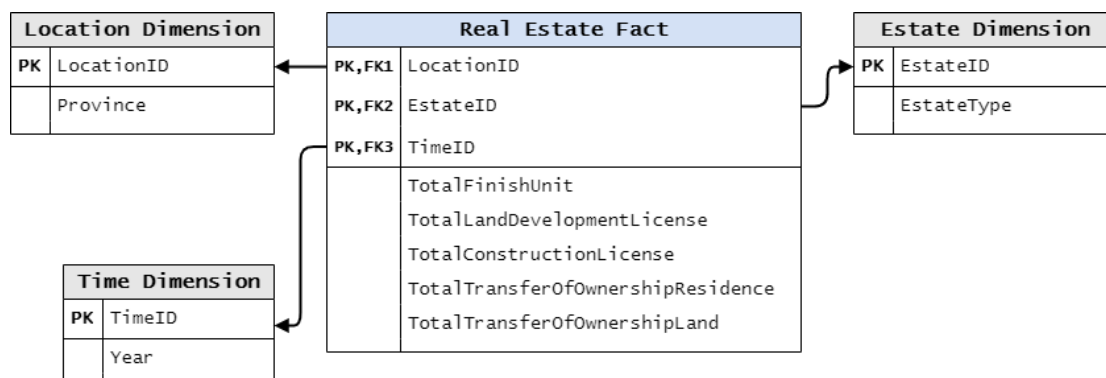 Location Dimension
PK LocationID
Province
Real Estate Fact
PK,FK1 LocationID
PK,FK2 EstateID
PK,FK3 TimeID
TotalFinishUnit
TotalLandDevelopmentLicense
TotalConstructionLicense
TotalTransferOfOwnershipResidence
TotalTransferOfOwnershipLand
Estate Dimension
PK EstateID
EstateType
Time Dimension
PK TimeID
Year